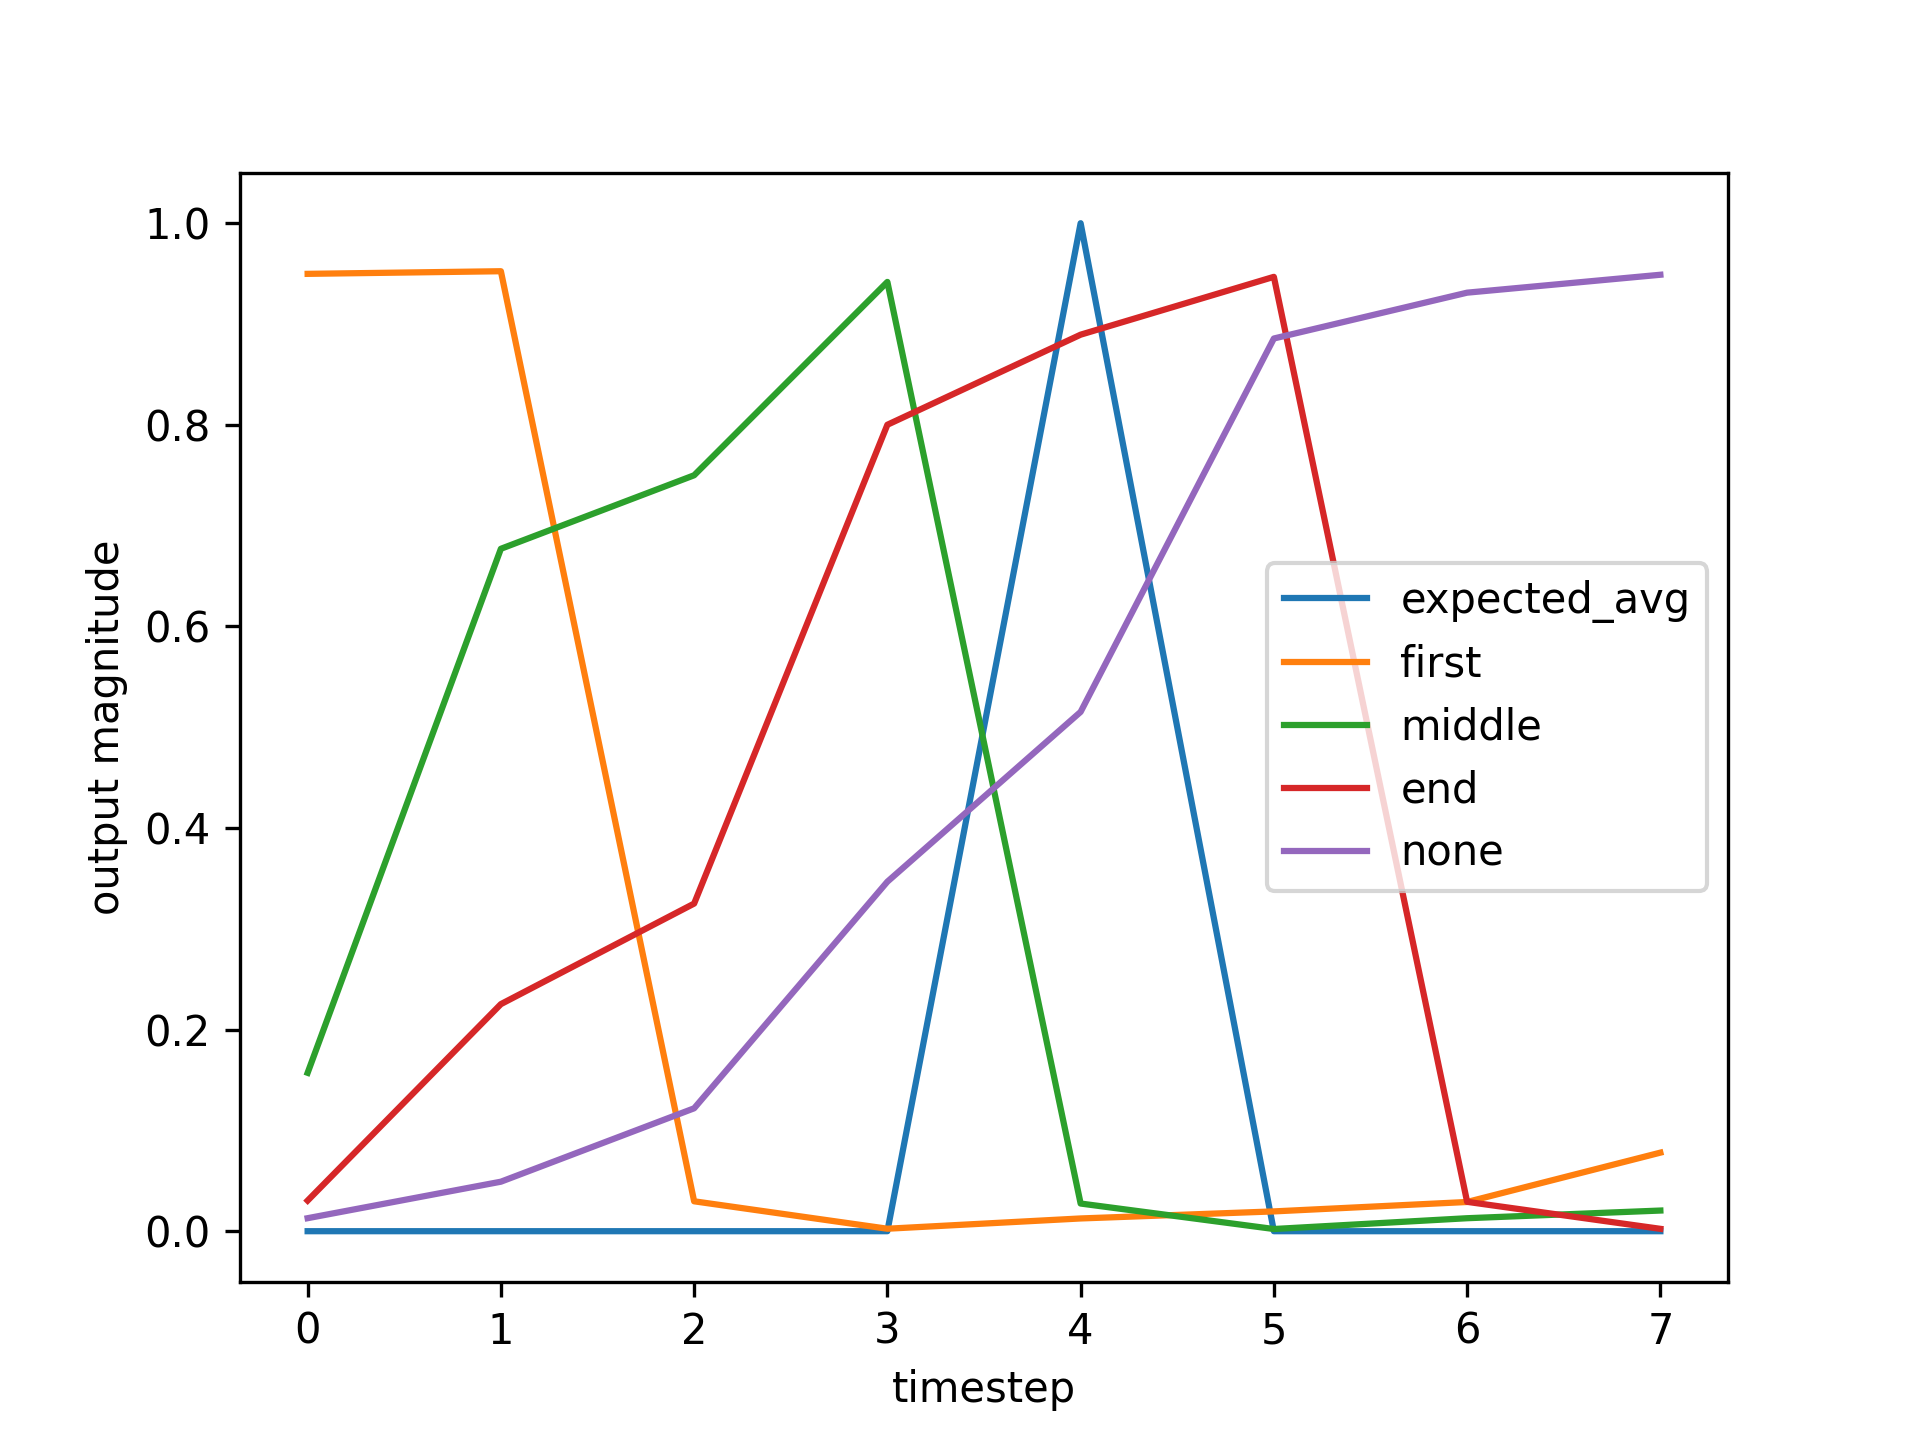 1.0
0.8
0.6
0.4
0.2
0.0
output magnitude
expected_avg
first
middle
end
none
0 1 2 3 4 5 6 7
timestep